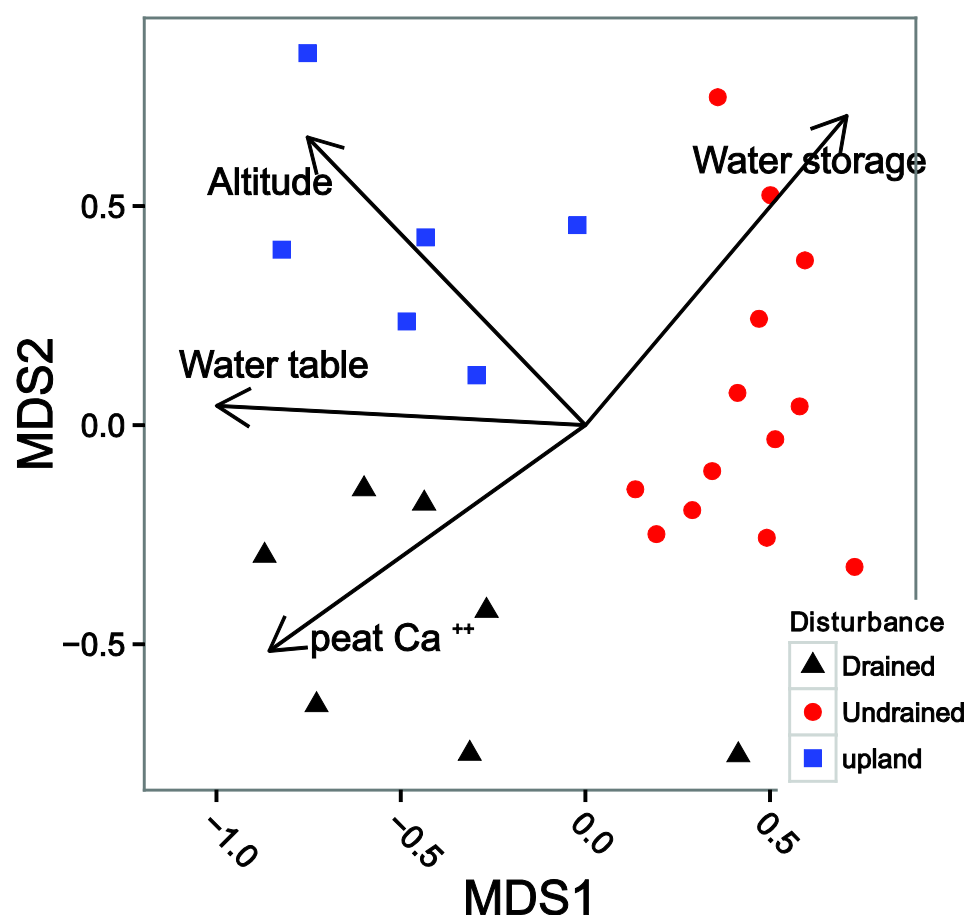 Altitude
Water storage
0.5
Water table
MDS2
0.0
peat Ca ++
−0.5
Disturbance
Drained
Undrained
upland
−1.0
−0.5
0.0
0.5
MDS1